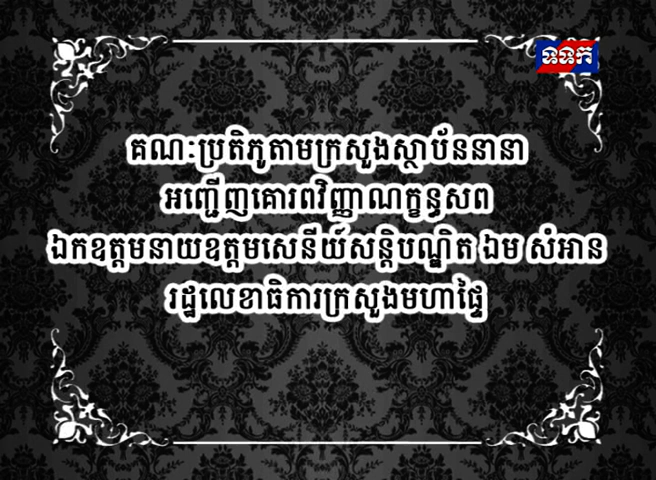 ទទក
គណៈប្រតិភូតាមក្រសួងស្ថាប័ននានា
អញ្ជើញគោរពវិញ្ញាណក្ខន្ធសព
ឯកឧត្តមនាយឧត្តមសេនីយ៍សន្តិបណ្ឌិត ឯម សំអាន
រដ្ឋលេខាធិការក្រសួងមហាផ្ទៃ